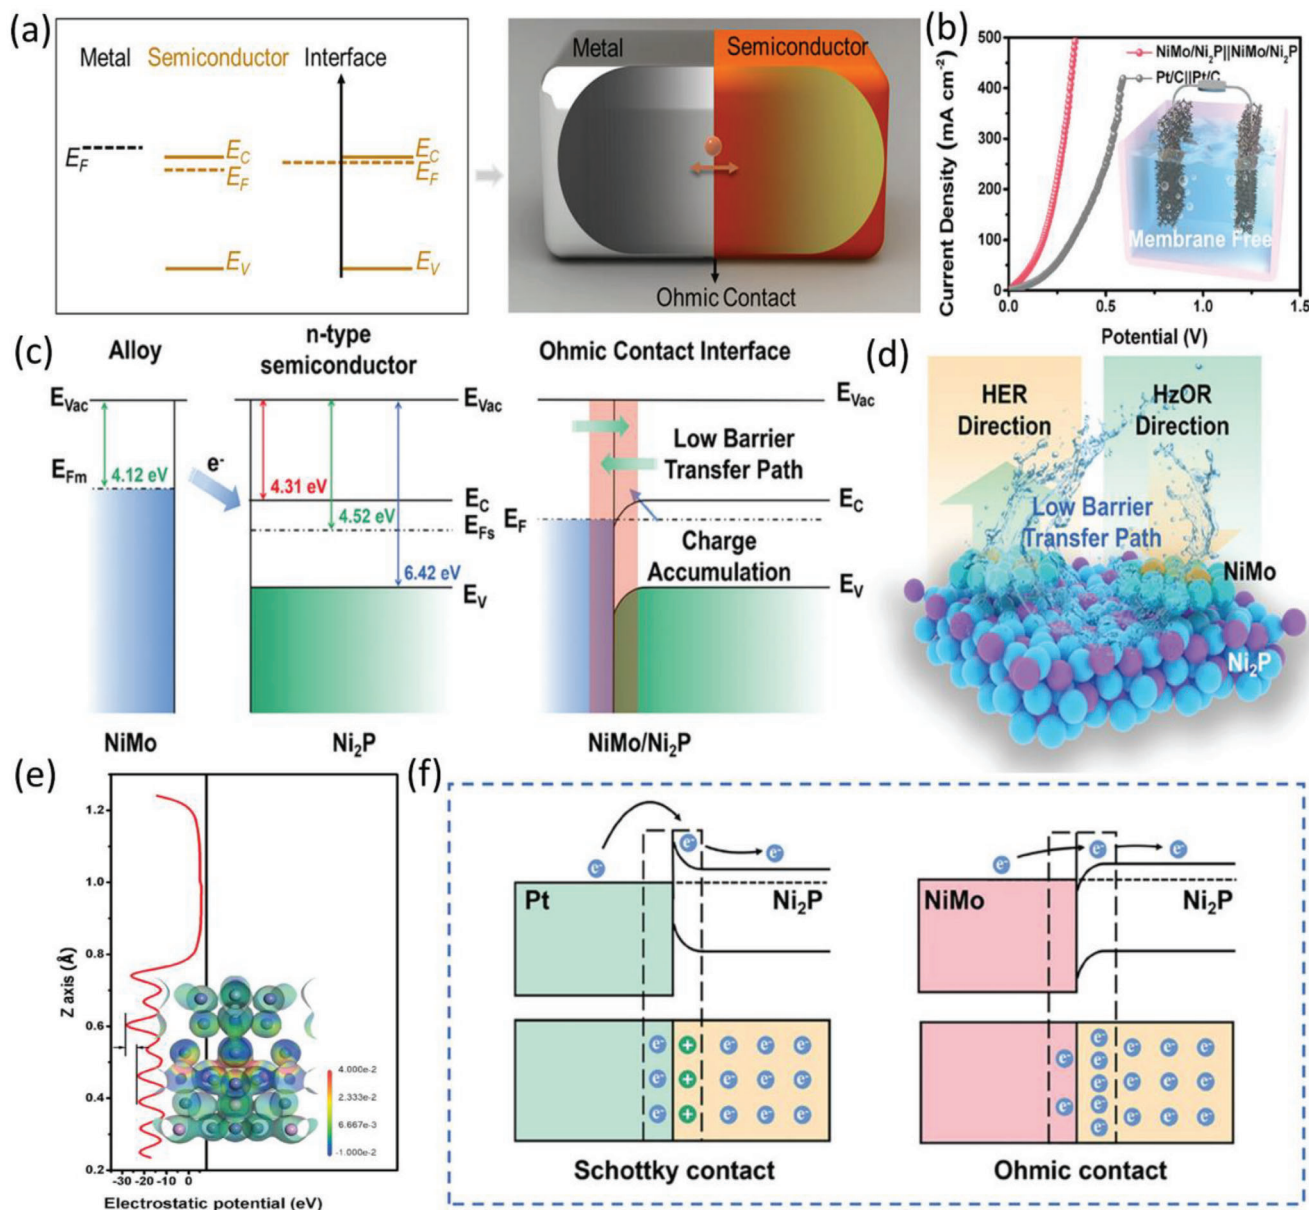 (a)
Metal Semiconductor Interface
E_F
E_C
E_F
E_V
E_C
E_F
E_V
Metal Semiconductor
Ohmic Contact
(b)
Current Density (mA cm⁻²)
500
400
300
200
100
0
0.0 0.5 1.0 1.5
Potential (V)
NiMo/Ni₂P||NiMo/Ni₂P
Pt/C||Pt/C
Membrane Free
(c)
Alloy
n-type
semiconductor
Ohmic Contact Interface
E_Vac
E_Fm
4.12 eV
e⁻
E_Vac
4.31 eV
4.52 eV
6.42 eV
E_C
E_Fs
E_V
E_Vac
Low Barrier
Transfer Path
E_C
E_F
Charge
Accumulation
E_V
NiMo
Ni₂P
NiMo/Ni₂P
(d)
HER
Direction
HzOR
Direction
Low Barrier
Transfer Path
NiMo
Ni₂P
(e)
Z axis (Å)
1.2
1.0
0.8
0.6
0.4
0.2
-30 -20 -10 0
Electrostatic potential (eV)
4.000e-2
2.333e-2
6.667e-3
-1.000e-2
(f)
e⁻ e⁻ e⁻
Pt Ni₂P
e⁻ + e⁻ e⁻ e⁻
e⁻ + e⁻ e⁻ e⁻
e⁻ + e⁻ e⁻ e⁻
Schottky contact
e⁻ e⁻ e⁻
NiMo Ni₂P
e⁻
e⁻ e⁻ e⁻ e⁻ e⁻
e⁻ e⁻ e⁻ e⁻
e⁻ e⁻ e⁻ e⁻ e⁻
e⁻
Ohmic contact